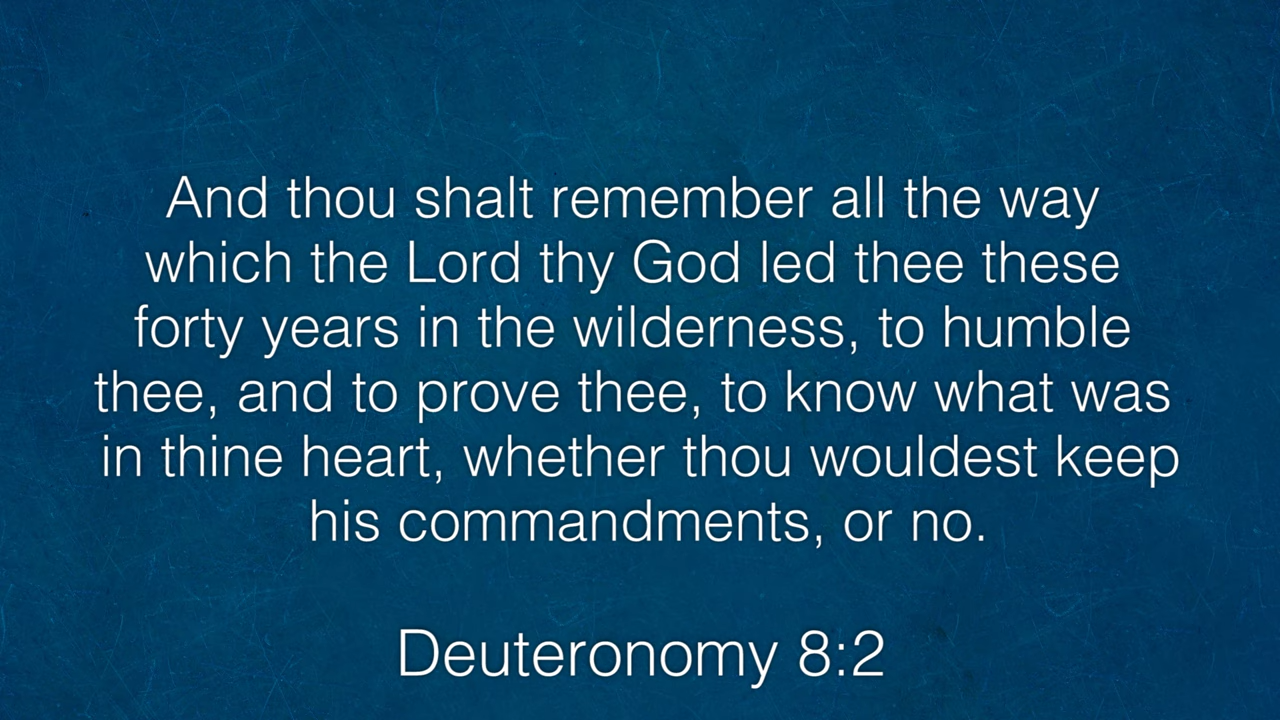 And thou shalt remember all the way
which the Lord thy God led thee these
forty years in the wilderness, to humble
thee, and to prove thee, to know what was
in thine heart, whether thou wouldest keep
his commandments, or no.
Deuteronomy 8:2